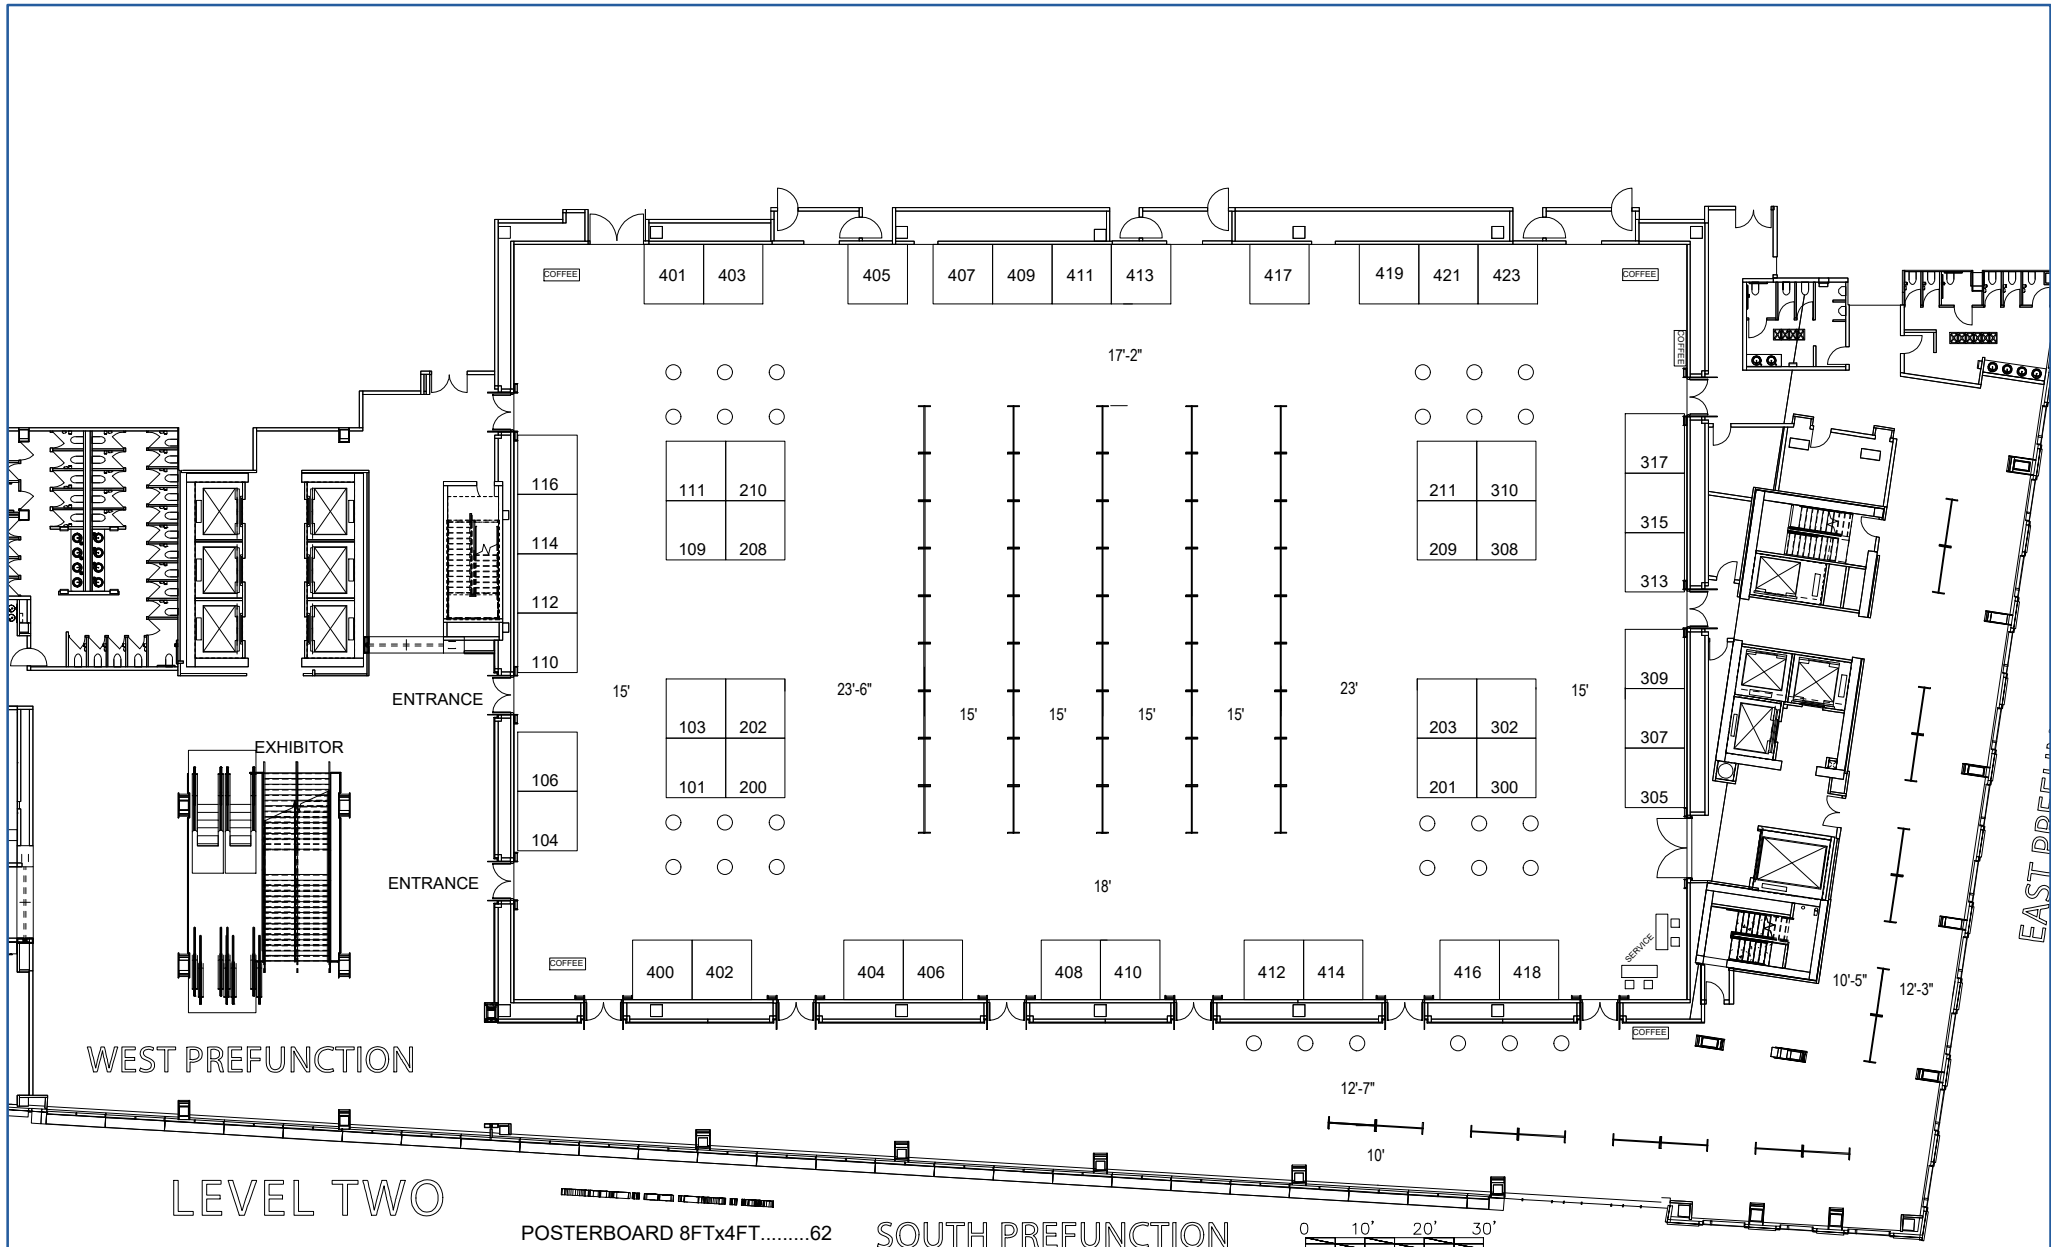 401 403 405 407 409 411 413 417 419 421 423
COFFEE
COFFEE
COFFEE
17'-2"
116
114
112
110
106
104
111 210
109 208
211 310
209 308
317
315
313
309
307
305
103 202
101 200
203 302
201 300
ENTRANCE
ENTRANCE
EXHIBITOR
15' 23'-6" 15' 15' 15' 15' 23' 15'
18'
SERVICE
COFFEE
400 402 404 406 408 410 412 414 416 418
COFFEE
10'-5" 12'-3"
12'-7"
10'
WEST PREFUNCTION
LEVEL TWO
POSTERBOARD 8FTx4FT.........62
SOUTH PREFUNCTION
0 10' 20' 30'
EAST